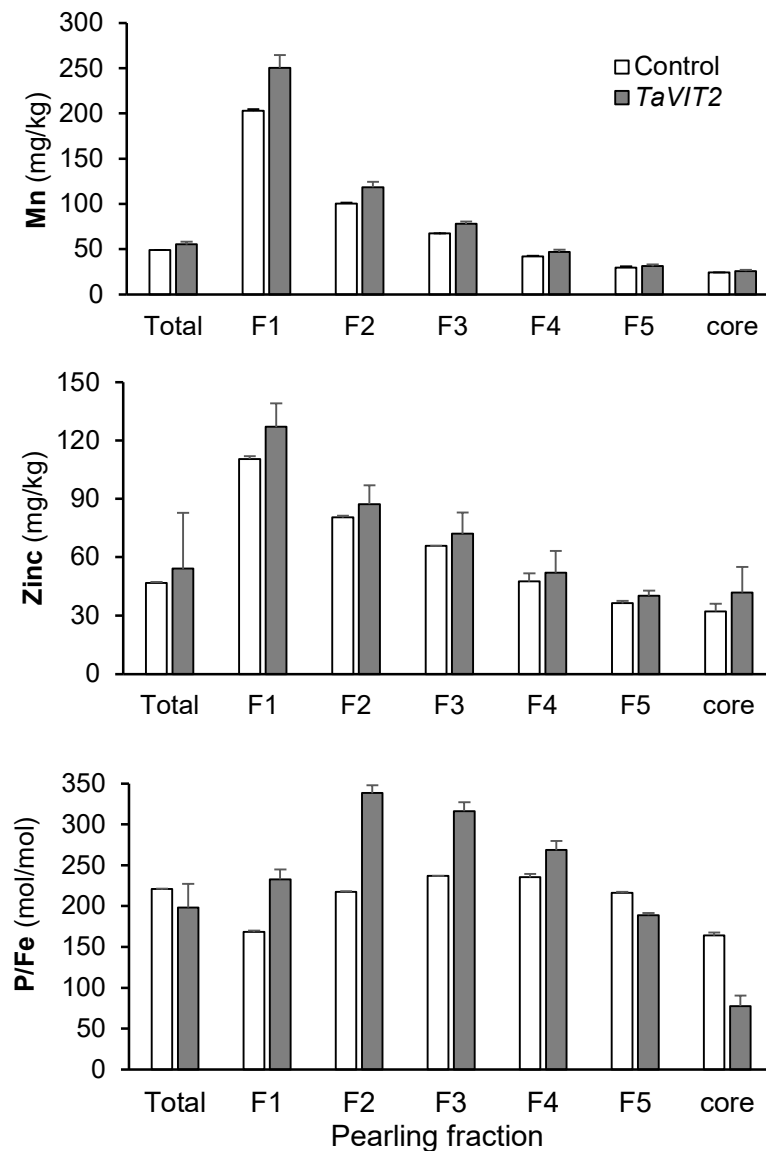 300
250
200
150
100
50
0
Mn (mg/kg)
Control
TaVIT2
Total F1 F2 F3 F4 F5 core
150
120
90
60
30
0
Zinc (mg/kg)
Total F1 F2 F3 F4 F5 core
350
300
250
200
150
100
50
0
P/Fe (mol/mol)
Total F1 F2 F3 F4 F5 core
Pearling fraction